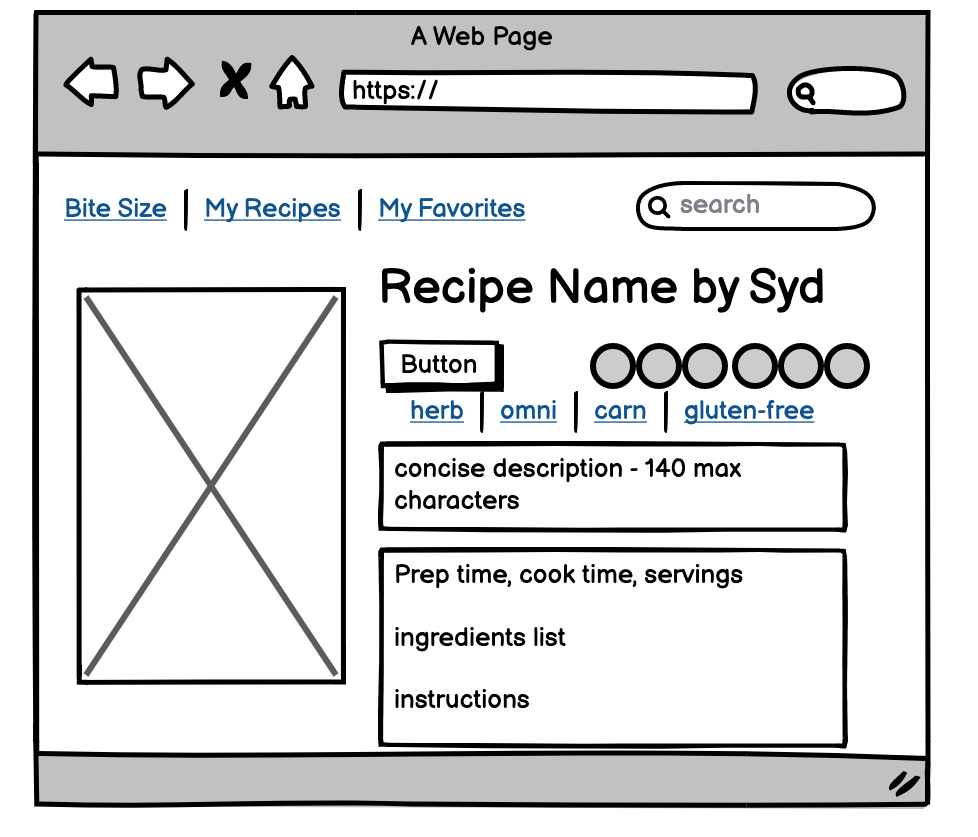 A Web Page
https://
Bite Size | My Recipes | My Favorites
search
Recipe Name by Syd
Button
herb | omni | carn | gluten-free
concise description - 140 max
characters
Prep time, cook time, servings
ingredients list
instructions